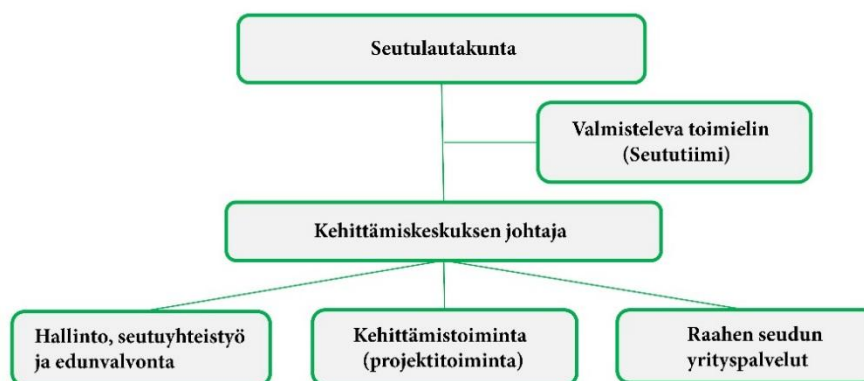 Seutulautakunta
Valmisteleva toimielin
(Seututiimi)
Kehittämiskeskuksen johtaja
Hallinto, seutuyhteistyö
ja edunvalvonta
Kehittämistoiminta
(projektitoiminta)
Raahen seudun
yrityspalvelut